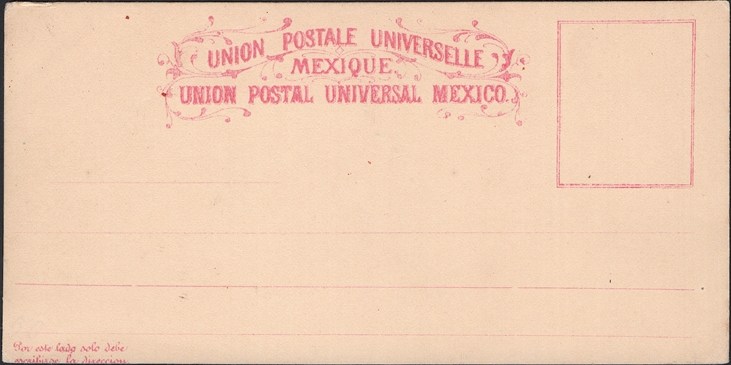 UNION POSTALE UNIVERSELLE
MEXIQUE
UNION POSTAL UNIVERSAL MEXICO.
Por este lado solo debe
escribirse la direccion